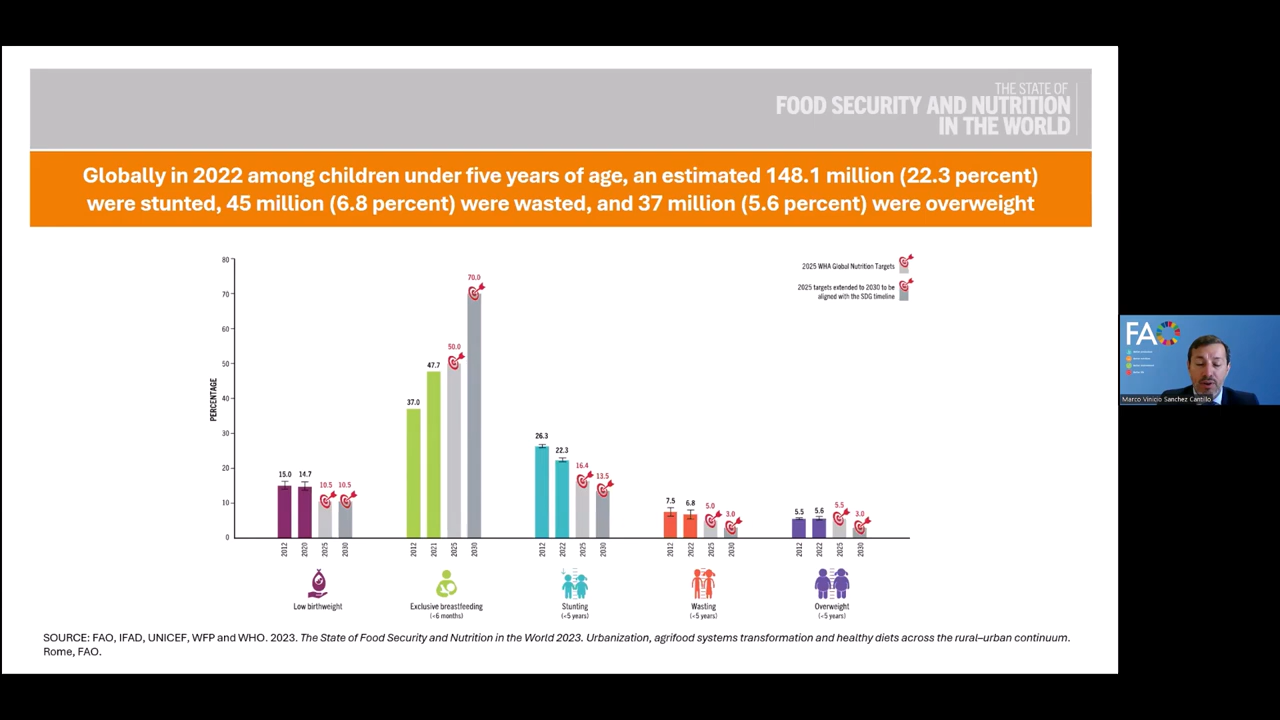 THE STATE OF
FOOD SECURITY AND NUTRITION
IN THE WORLD
Globally in 2022 among children under five years of age, an estimated 148.1 million (22.3 percent)
were stunted, 45 million (6.8 percent) were wasted, and 37 million (5.6 percent) were overweight
2025 WHA Global Nutrition Targets
2025 targets extended to 2030 to be
aligned with the SDG timeline
PERCENTAGE
80
70
60
50
40
30
20
10
0
15.0
14.7
10.5
10.5
37.0
47.7
50.0
70.0
26.3
22.3
16.4
13.5
7.5
6.8
5.0
3.0
5.5
5.6
5.5
3.0
2012
2020
2025
2030
2012
2021
2025
2030
2012
2022
2025
2030
2012
2022
2025
2030
2012
2022
2025
2030
Low birthweight
Exclusive breastfeeding
(<6 months)
Stunting
(<5 years)
Wasting
(<5 years)
Overweight
(<5 years)
SOURCE: FAO, IFAD, UNICEF, WFP and WHO. 2023. The State of Food Security and Nutrition in the World 2023. Urbanization, agrifood systems transformation and healthy diets across the rural–urban continuum.
Rome, FAO.
FAO
Marco Vinicio Sanchez Cantillo